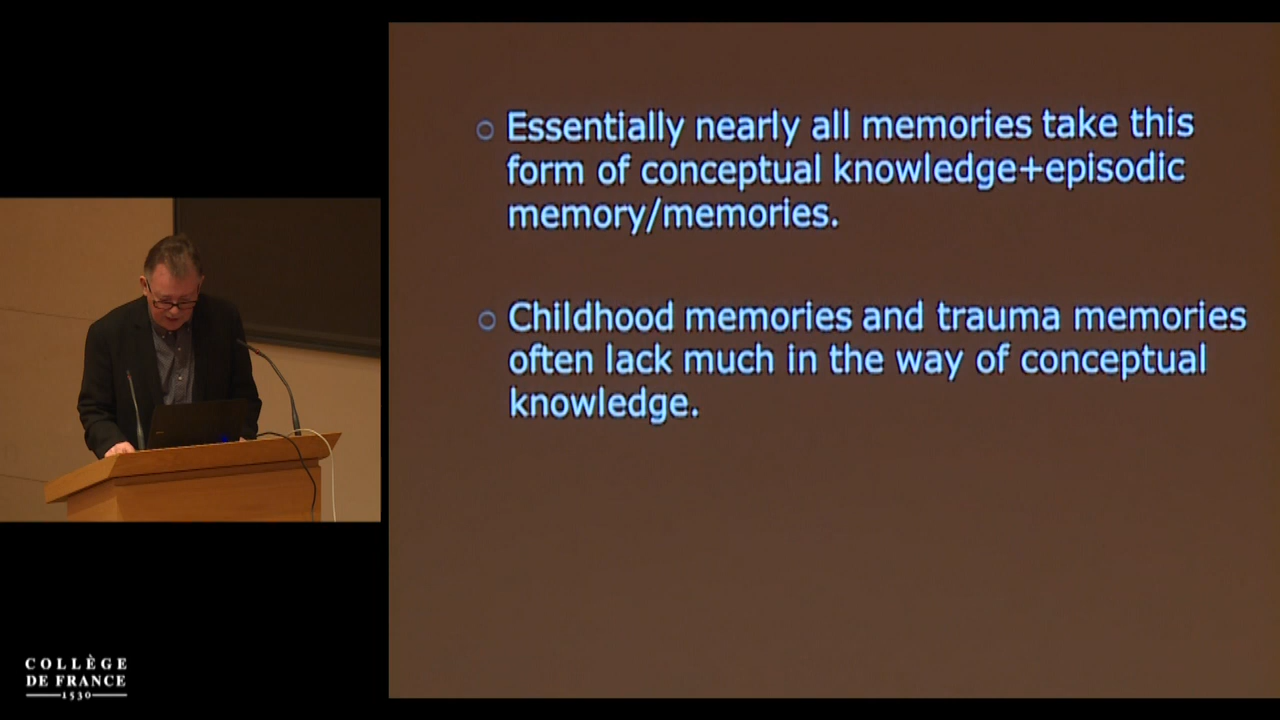 Essentially nearly all memories take this
form of conceptual knowledge+episodic
memory/memories.
Childhood memories and trauma memories
often lack much in the way of conceptual
knowledge.
COLLÈGE
DE FRANCE
1530